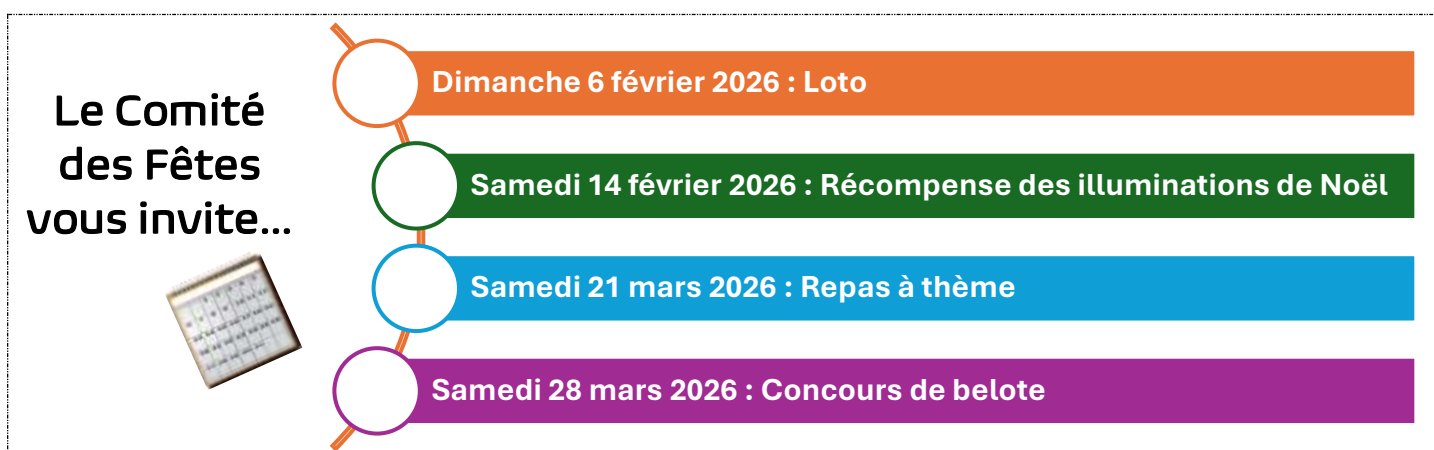 Le Comité
des Fêtes
vous invite...
Dimanche 6 février 2026 : Loto
Samedi 14 février 2026 : Récompense des illuminations de Noël
Samedi 21 mars 2026 : Repas à thème
Samedi 28 mars 2026 : Concours de belote